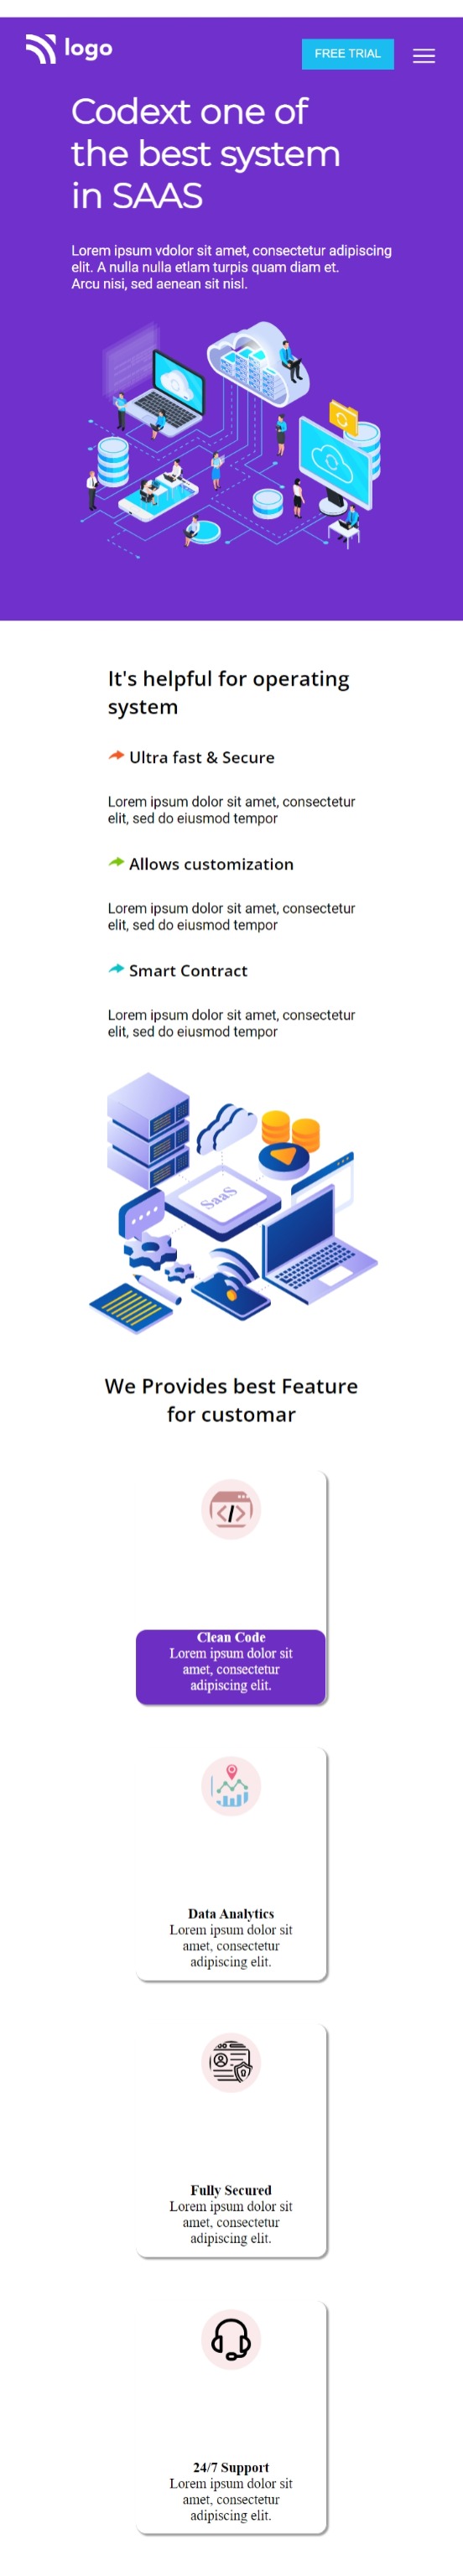 logo
FREE TRIAL
Codext one of
the best system
in SAAS
Lorem ipsum vdolor sit amet, consectetur adipiscing
elit. A nulla nulla etlam turpis quam diam et.
Arcu nisi, sed aenean sit nisl.
It's helpful for operating
system
Ultra fast & Secure
Lorem ipsum dolor sit amet, consectetur
elit, sed do eiusmod tempor
Allows customization
Lorem ipsum dolor sit amet, consectetur
elit, sed do eiusmod tempor
Smart Contract
Lorem ipsum dolor sit amet, consectetur
elit, sed do eiusmod tempor
SaaS
We Provides best Feature
for customar
Clean Code
Lorem ipsum dolor sit
amet, consectetur
adipiscing elit.
Data Analytics
Lorem ipsum dolor sit
amet, consectetur
adipiscing elit.
Fully Secured
Lorem ipsum dolor sit
amet, consectetur
adipiscing elit.
24/7 Support
Lorem ipsum dolor sit
amet, consectetur
adipiscing elit.